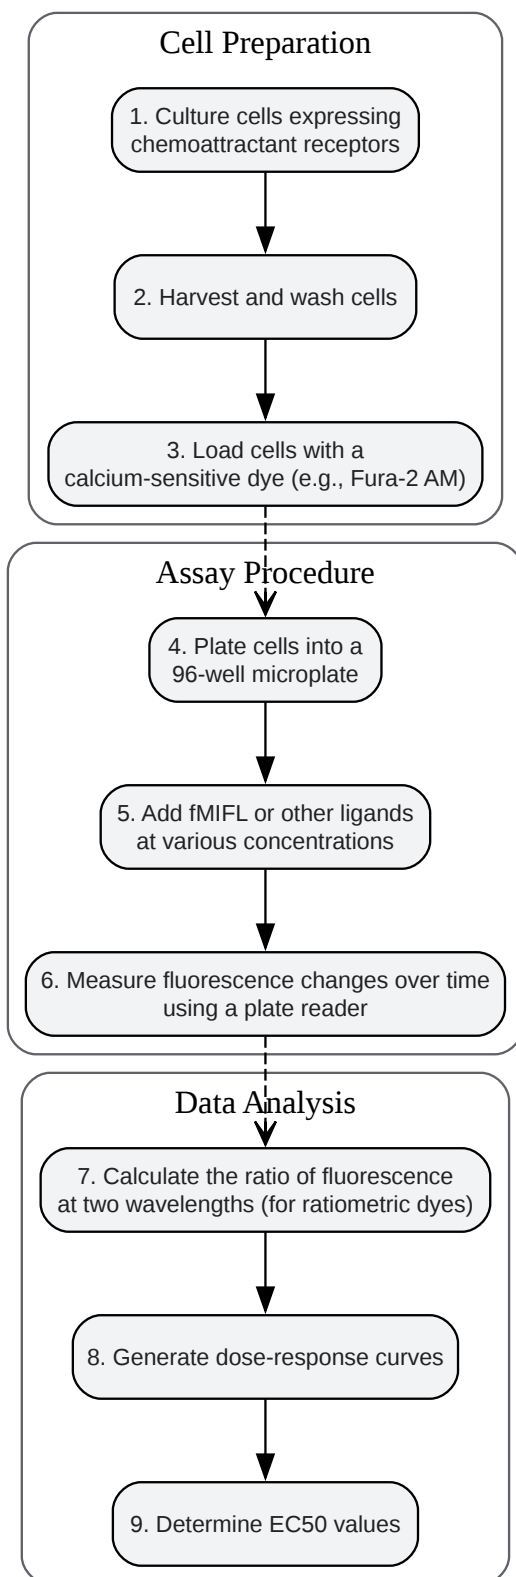 Cell Preparation
1. Culture cells expressing
chemoattractant receptors
2. Harvest and wash cells
3. Load cells with a
calcium-sensitive dye (e.g., Fura-2 AM)
Assay Procedure
4. Plate cells into a
96-well microplate
5. Add fMIFL or other ligands
at various concentrations
6. Measure fluorescence changes over time
using a plate reader
Data Analysis
7. Calculate the ratio of fluorescence
at two wavelengths (for ratiometric dyes)
8. Generate dose-response curves
9. Determine EC50 values